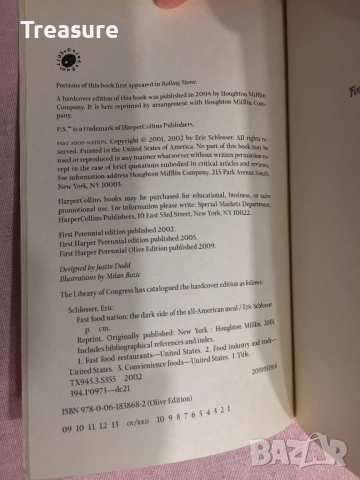 Treasure
Portions of this book first appeared in Rolling Stone.
A hardcover edition of this book was published in 2004 by Houghton Mifflin
Company. It is here reprinted by arrangement with Houghton Mifflin Com-
pany.
P.S.™ is a trademark of HarperCollins Publishers.
FAST FOOD NATION. Copyright © 2001, 2002 by Eric Schlosser. All rights re-
served. Printed in the United States of America. No part of this book may be
used or reproduced in any manner whatsoever without written permission except
in the case of brief quotations embodied in critical articles and reviews.
For information address Houghton Mifflin Company, 215 Park Avenue South,
New York, NY 10003.
HarperCollins books may be purchased for educational, business, or sales
promotional use. For information please write: Special Markets Department,
HarperCollins Publishers, 10 East 53rd Street, New York, NY 10022.
First Perennial edition published 2002.
First Harper Perennial edition published 2005.
First Harper Perennial Olive Edition published 2009.
Designed by Justin Dodd
Illustrations by Milan Bozic
The Library of Congress has catalogued the hardcover edition as follows:
Schlosser, Eric.
Fast food nation: the dark side of the all-American meal / Eric Schlosser
p. cm.
Reprint. Originally published: New York : Houghton Mifflin, 2001.
Includes bibliographical references and index.
1. Fast food restaurants—United States. 2. Food industry and trade—
United States. 3. Convenience foods—United States. I. Title.
TX945.3.S355 2002
394.1'0973—dc21
ISBN 978-0-06-183868-2 (Olive Edition)
09 10 11 12 13 OV/RRD 10 9 8 7 6 5 4 3 2 1
bazar